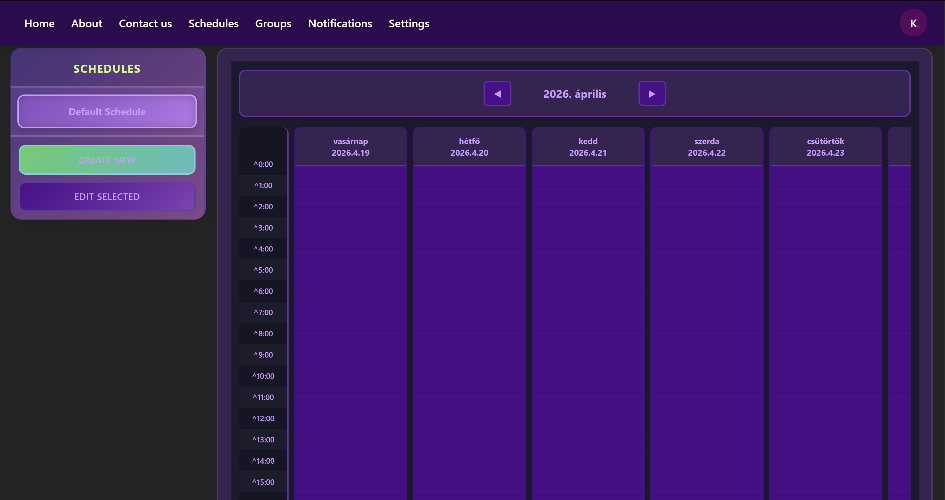 Home About Contact us Schedules Groups Notifications Settings K
SCHEDULES
Default Schedule
CREATE NEW
EDIT SELECTED
◀ 2026. április ▶
vasárnap hétfő kedd szerda csütörtök
2026.4.19 2026.4.20 2026.4.21 2026.4.22 2026.4.23
^0:00
^1:00
^2:00
^3:00
^4:00
^5:00
^6:00
^7:00
^8:00
^9:00
^10:00
^11:00
^12:00
^13:00
^14:00
^15:00